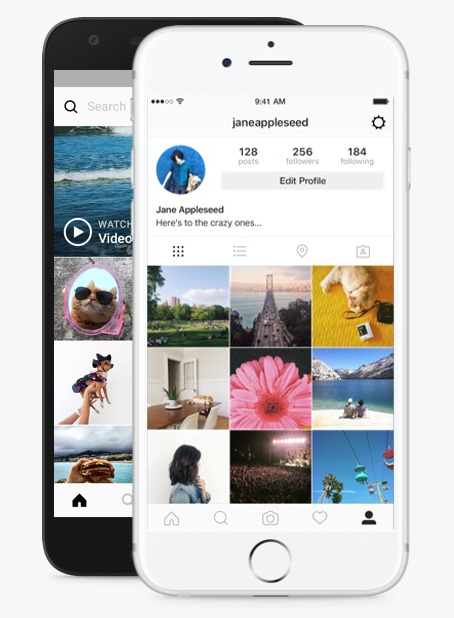 Search
WATCH
Video
9:41 AM
janeappleseed
128
posts
256
followers
184
following
Edit Profile
Jane Appleseed
Here's to the crazy ones...